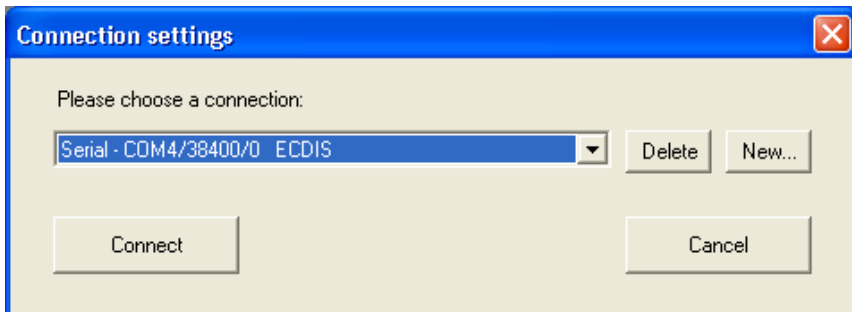 Connection settings
Please choose a connection:
Serial - COM4/38400/0 ECDIS
Delete
New...
Connect
Cancel